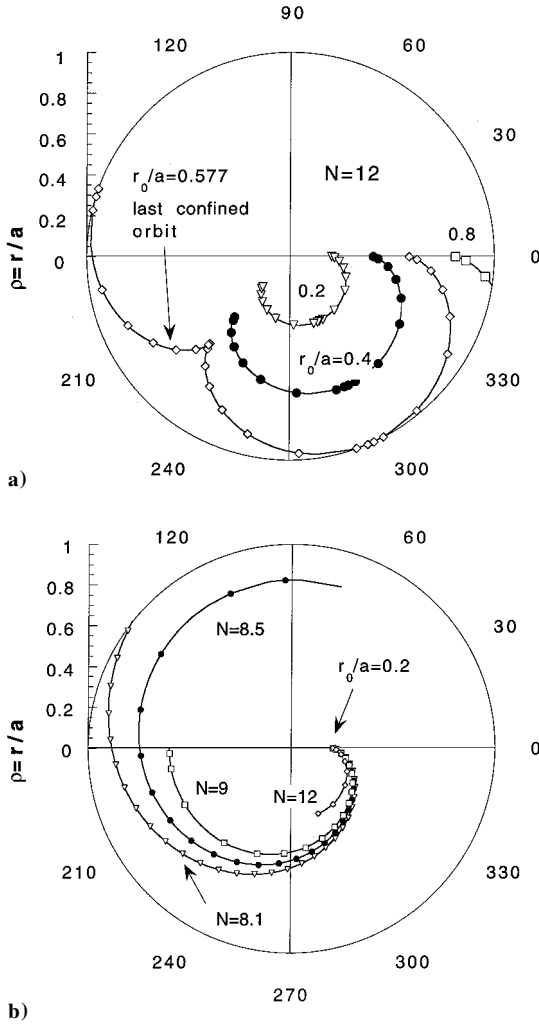 90
120
60
1
0.8
r0/a=0.577
0.6
N=12
30
0.4
last confined
0.2
orbit
0.8
0
0
0.2
ρ=r/a
r0/a=0.4
210
330
240
300
a)
120
60
1
0.8
N=8.5
30
0.6
r0/a=0.2
0.4
0.2
0
0
N=9
N=12
ρ=r/a
210
330
N=8.1
240
300
270
b)